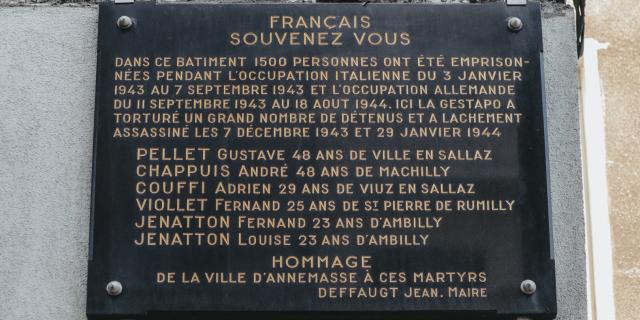 FRANÇAIS
SOUVENEZ VOUS
DANS CE BATIMENT 1500 PERSONNES ONT ÉTÉ EMPRISON-
NÉES PENDANT L'OCCUPATION ITALIENNE DU 3 JANVIER
1943 AU 7 SEPTEMBRE 1943 ET L'OCCUPATION ALLEMANDE
DU 11 SEPTEMBRE 1943 AU 18 AOUT 1944. ICI LA GESTAPO A
TORTURÉ UN GRAND NOMBRE DE DÉTENUS ET A LACHEMENT
ASSASSINÉ LES 7 DÉCEMBRE 1943 ET 29 JANVIER 1944
PELLET GUSTAVE 48 ANS DE VILLE EN SALLAZ
CHAPPUIS ANDRÉ 48 ANS DE MACHILLY
COUFFI ADRIEN 29 ANS DE VIUZ EN SALLAZ
VIOLLET FERNAND 25 ANS DE ST PIERRE DE RUMILLY
JENATTON FERNAND 23 ANS D'AMBILLY
JENATTON LOUISE 23 ANS D'AMBILLY
HOMMAGE
DE LA VILLE D'ANNEMASSE À CES MARTYRS
DEFFAUGT JEAN. MAIRE